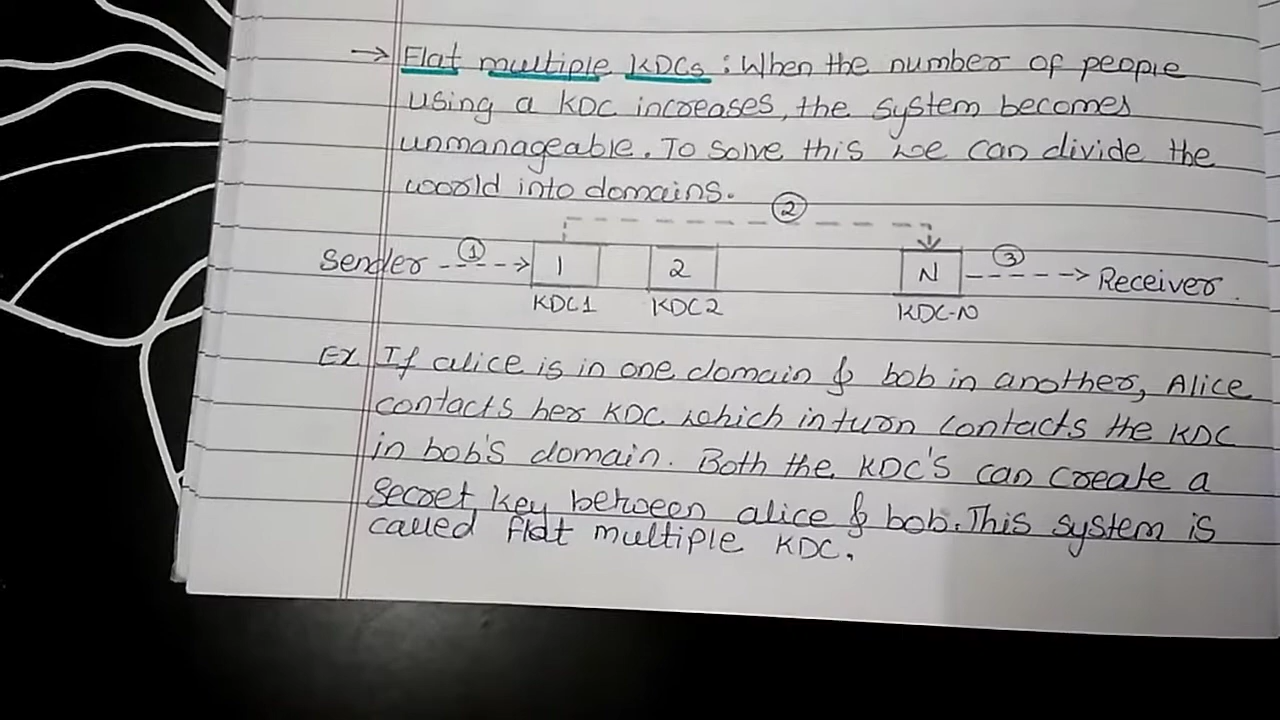 → Flat multiple KDCs : When the number of people
using a KDC increases, the system becomes
unmanageable. To solve this we can divide the
world into domains.
②
Sender ① 1 2 N ③ Receiver.
KDC1 KDC2 KDC-N
Ex If alice is in one domain & bob in another, Alice
contacts her KDC which in turn contacts the KDC
in bob's domain. Both the KDC's can create a
secret key between alice & bob. This system is
called flat multiple KDC.